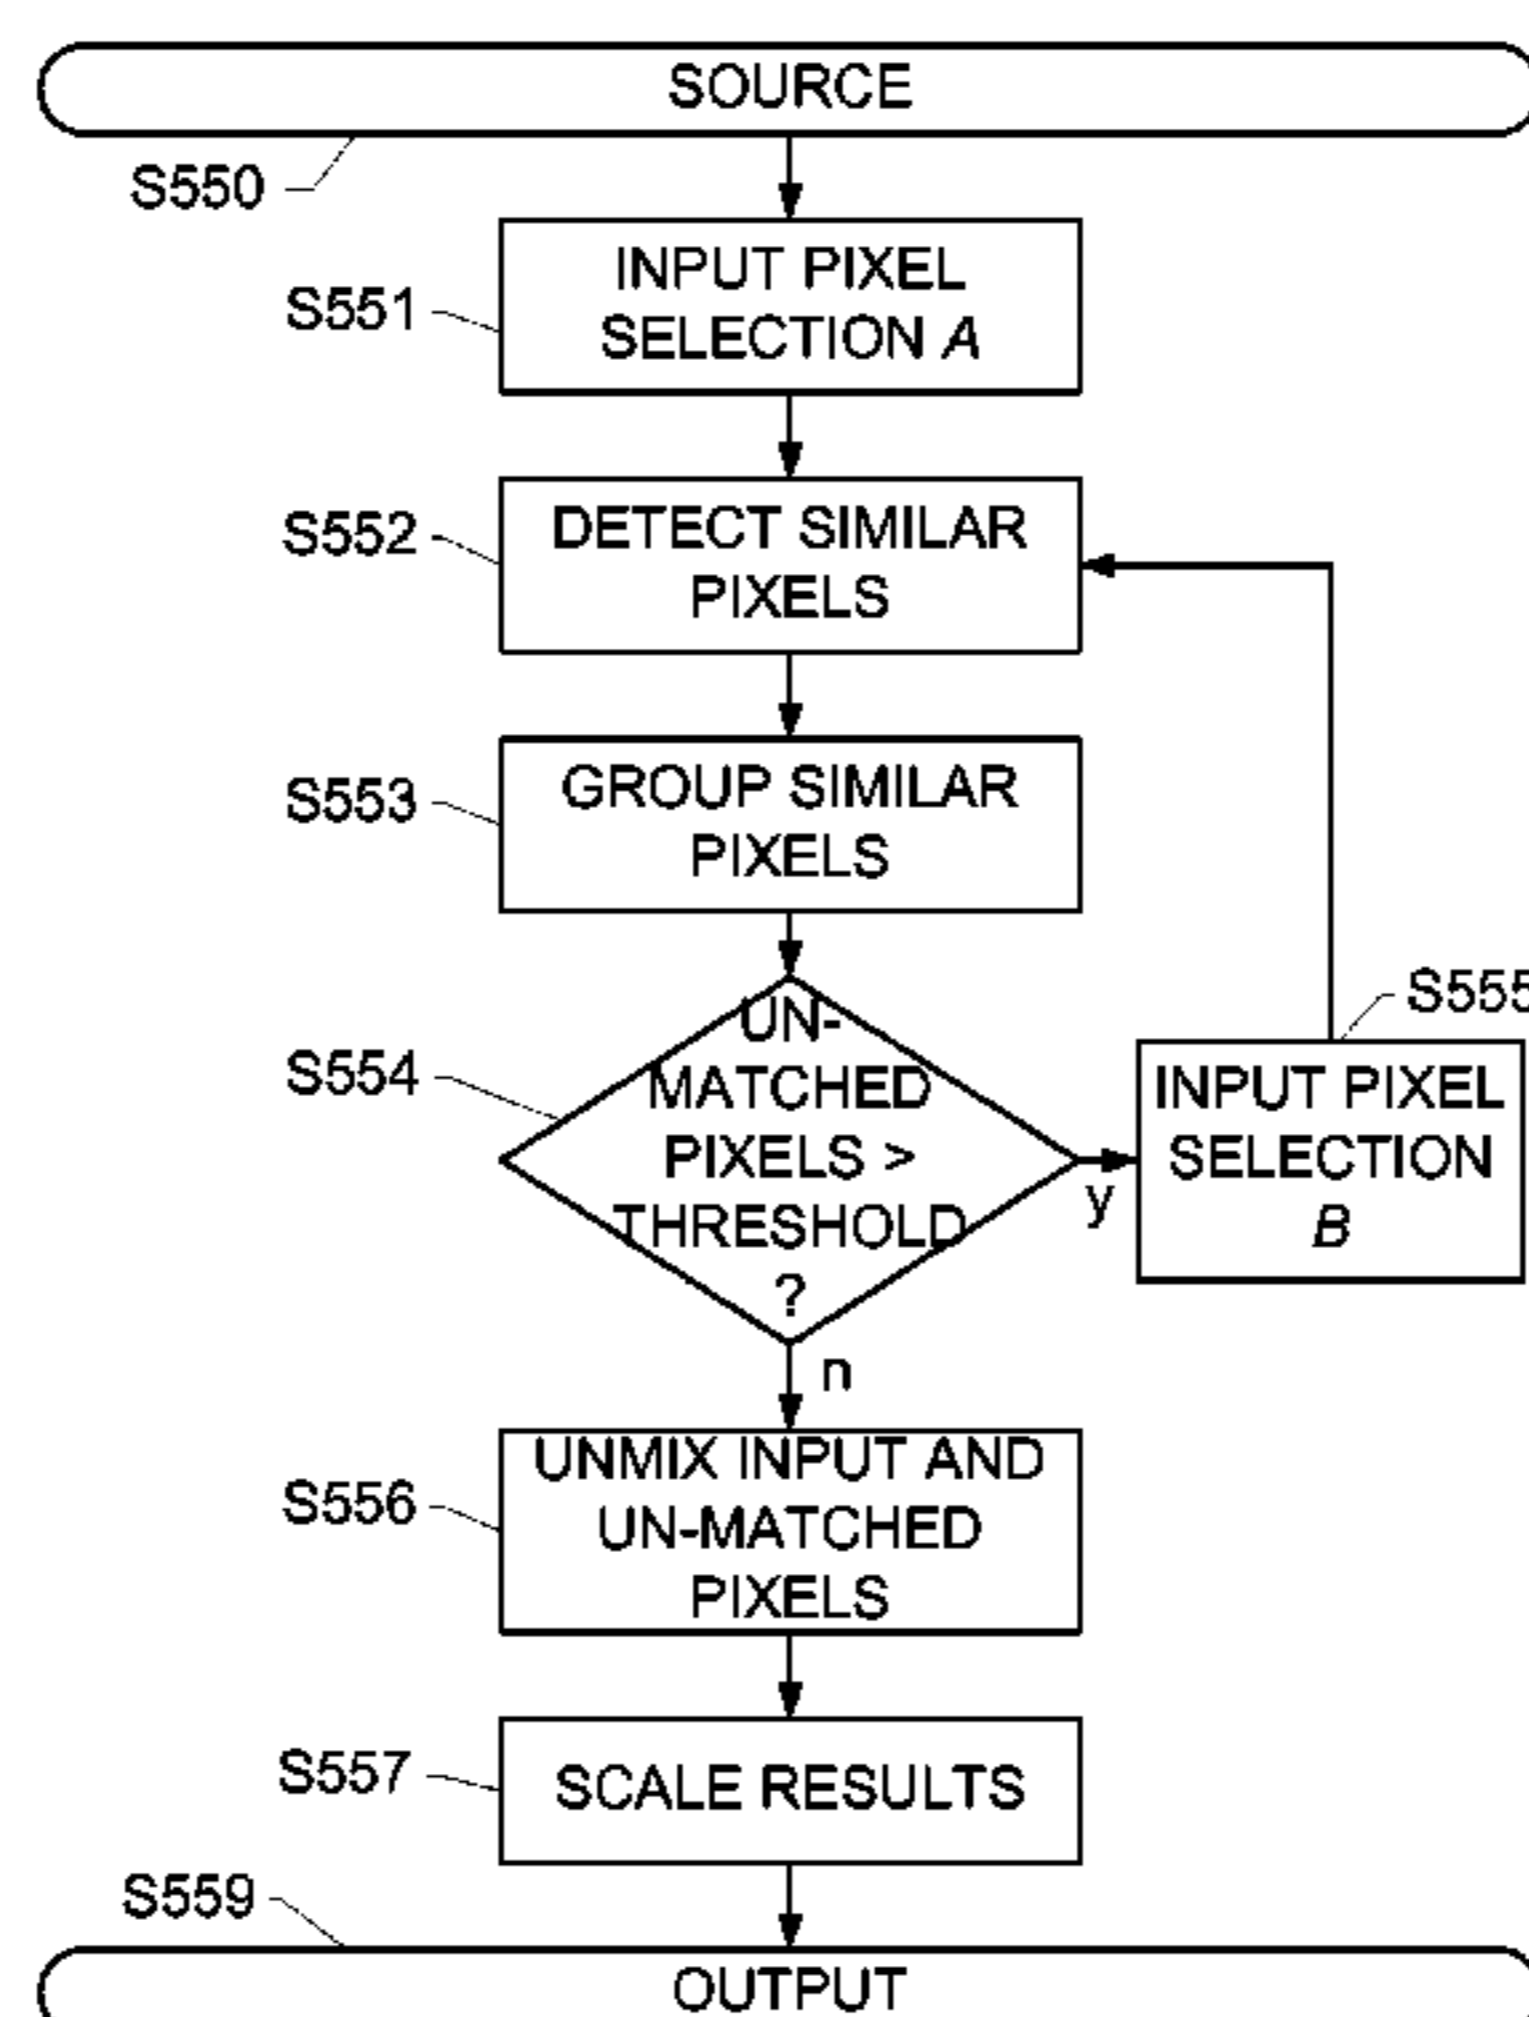 SOURCE
S550
S551
INPUT PIXEL
SELECTION A
S552
DETECT SIMILAR
PIXELS
S553
GROUP SIMILAR
PIXELS
S554
UN-
MATCHED
PIXELS >
THRESHOLD
?
y
n
S555
INPUT PIXEL
SELECTION
B
S556
UNMIX INPUT AND
UN-MATCHED
PIXELS
S557
SCALE RESULTS
S559
OUTPUT